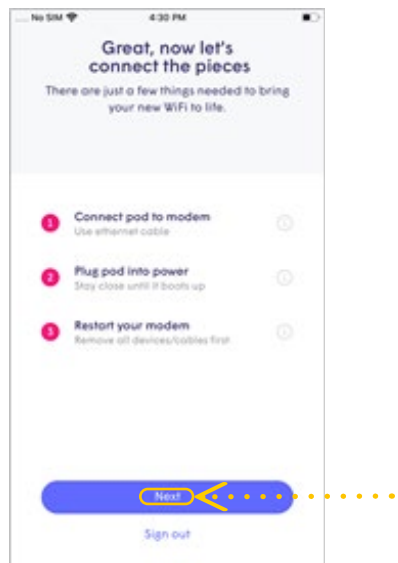 No SIM 4:30 PM
Great, now let's
connect the pieces
There are just a few things needed to bring
your new WiFi to life.
1 Connect pod to modem
Use ethernet cable
2 Plug pod into power
Stay close until it boots up
3 Restart your modem
Remove all devices/cables first
Next
Sign out